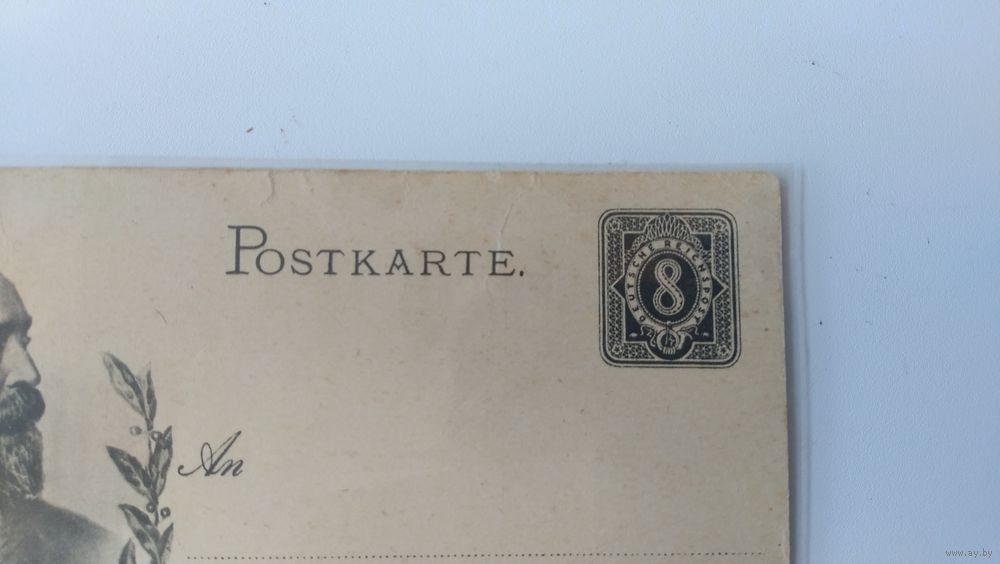 POSTKARTE.
DEUTSCHE REICHSPOST
8
An
www.ay.by